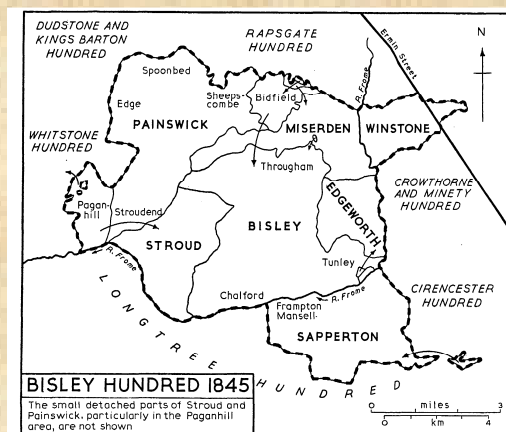 DUDSTONE AND
KINGS BARTON
HUNDRED
RAPSGATE
HUNDRED
Ermin Street
N
R. Frome
Spoonbed
Sheeps-
combe
Bidfield
Edge
PAINSWICK
MISERDEN
WINSTONE
WHITSTONE
HUNDRED
Througham
CROWTHORNE
AND MINETY
HUNDRED
Pagan-
hill
Stroudend
EDGEWORTH
BISLEY
STROUD
Tunley
R. Frome
Chalford
R. Frome
Frampton
Mansell
CIRENCESTER
HUNDRED
SAPPERTON
LONGTREE HUNDRED
BISLEY HUNDRED 1845
The small detached parts of Stroud and
Painswick, particularly in the Paganhill
area, are not shown
0 miles 3
0 km 4